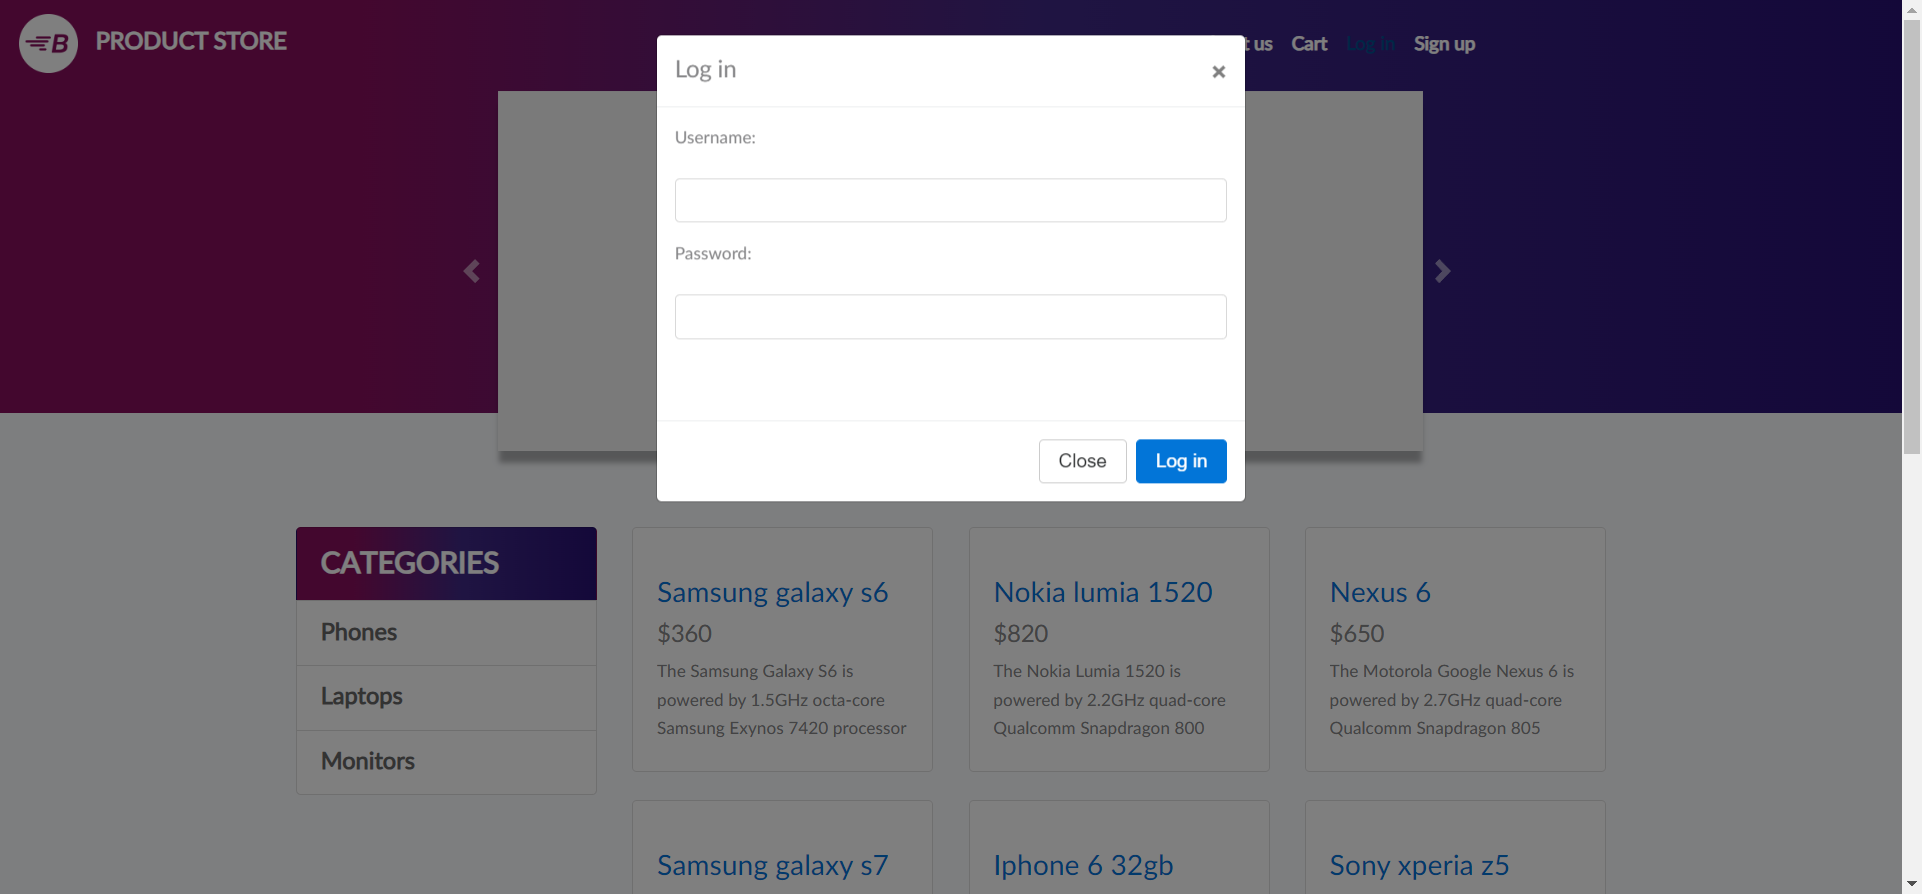 B
PRODUCT STORE
t us Cart Log in Sign up
Log in
×
Username:
Password:
Close
Log in
CATEGORIES
Phones
Laptops
Monitors
Samsung galaxy s6
$360
The Samsung Galaxy S6 is
powered by 1.5GHz octa-core
Samsung Exynos 7420 processor
Nokia lumia 1520
$820
The Nokia Lumia 1520 is
powered by 2.2GHz quad-core
Qualcomm Snapdragon 800
Nexus 6
$650
The Motorola Google Nexus 6 is
powered by 2.7GHz quad-core
Qualcomm Snapdragon 805
Samsung galaxy s7
Iphone 6 32gb
Sony xperia z5